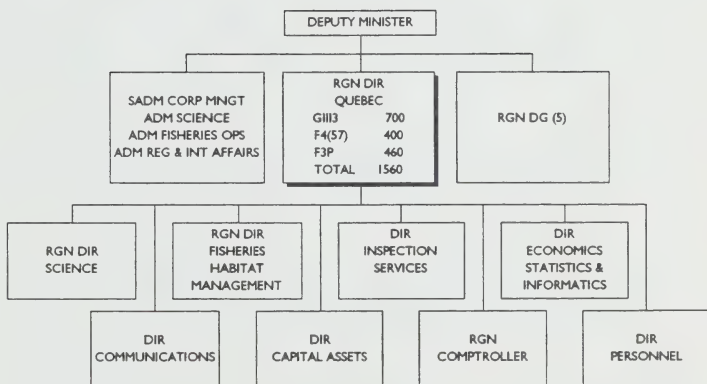 DEPUTY MINISTER
SADM CORP MNGT
ADM SCIENCE
ADM FISHERIES OPS
ADM REG & INT AFFAIRS
RGN DIR
QUEBEC
GIII3 700
F4(57) 400
F3P 460
TOTAL 1560
RGN DG (5)
RGN DIR
SCIENCE
RGN DIR
FISHERIES
HABITAT
MANAGEMENT
DIR
INSPECTION
SERVICES
DIR
ECONOMICS
STATISTICS &
INFORMATICS
DIR
COMMUNICATIONS
DIR
CAPITAL ASSETS
RGN
COMPTROLLER
DIR
PERSONNEL